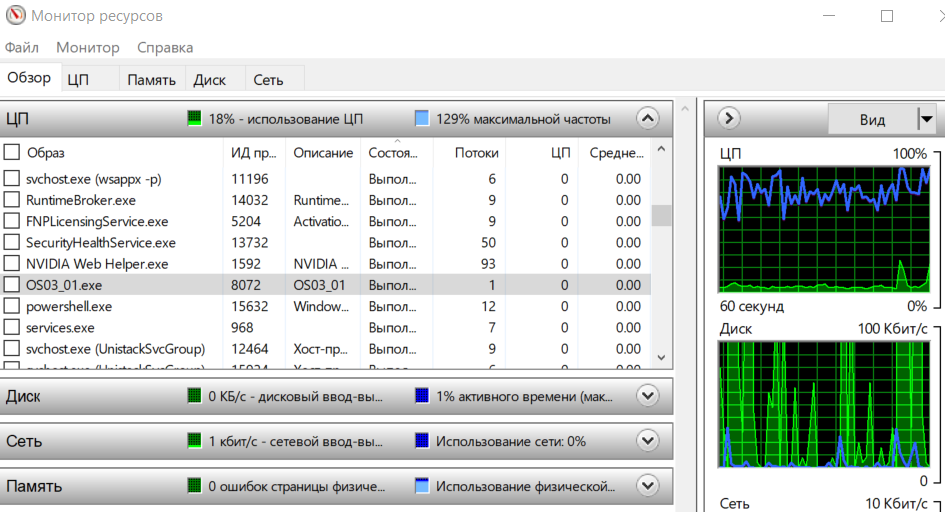 Монитор ресурсов
Файл Монитор Справка
Обзор ЦП Память Диск Сеть
ЦП 18% - использование ЦП 129% максимальной частоты
Образ ИД пр... Описание Состоя... Потоки ЦП Средне...
svchost.exe (wsappx -p) 11196 Выпол... 6 0 0.00
RuntimeBroker.exe 14032 Runtime... Выпол... 9 0 0.00
FNPLicensingService.exe 5204 Activatio... Выпол... 9 0 0.00
SecurityHealthService.exe 13732 Выпол... 50 0 0.00
NVIDIA Web Helper.exe 1592 NVIDIA ... Выпол... 93 0 0.00
OS03_01.exe 8072 OS03_01 Выпол... 1 0 0.00
powershell.exe 15632 Window... Выпол... 12 0 0.00
services.exe 968 Выпол... 7 0 0.00
svchost.exe (UnistackSvcGroup) 12464 Хост-пр... Выпол... 9 0 0.00
Диск 0 КБ/с - дисковый ввод-вы... 1% активного времени (мак...
Сеть 1 кбит/с - сетевой ввод-вы... Использование сети: 0%
Память 0 ошибок страницы физиче... Использование физической...
Вид
ЦП 100%
60 секунд 0%
Диск 100 Кбит/с
0
Сеть 10 Кбит/с